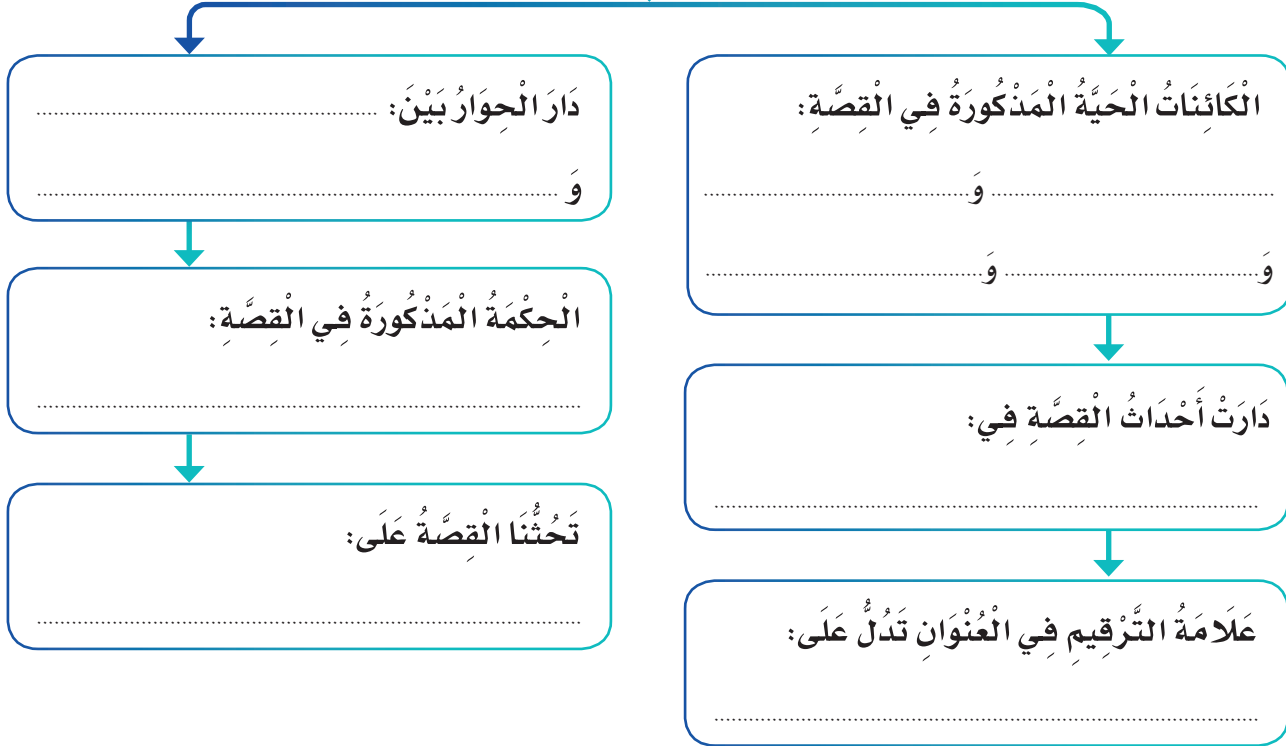 الْكَائِنَاتُ الْحَيَّةُ الْمَذْكُورَةُ فِي الْقِصَّةِ:
........................ وَ ........................
وَ ........................ وَ ........................
دَارَتْ أَحْدَاثُ الْقِصَّةِ فِي:
................................................
عَلَامَةُ التَّرْقِيمِ فِي الْعُنْوَانِ تَدُلُّ عَلَى:
................................................
دَارَ الْحِوَارُ بَيْنَ: ................................
وَ ................................................
الْحِكْمَةُ الْمَذْكُورَةُ فِي الْقِصَّةِ:
................................................
تَحُثُّنَا الْقِصَّةُ عَلَى:
................................................